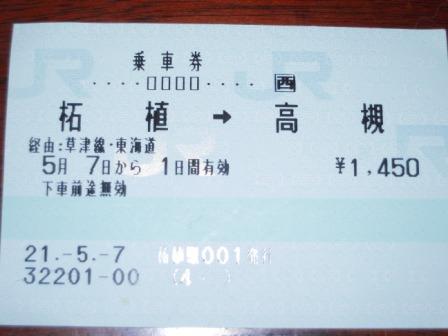 乗車券
‥‥□□□□‥‥ 西
柘植 → 高槻
経由:草津線・東海道
5月 7日から 1日間有効 ¥1,450
下車前途無効
21.-5.-7 001発行
32201-00 (4- )